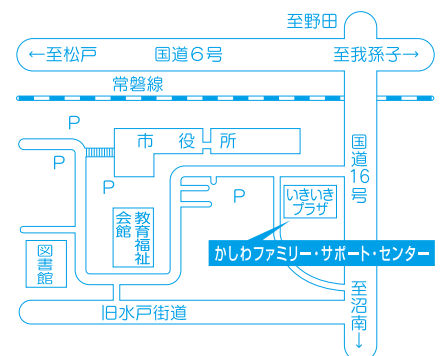 至野田
←至松戸 国道6号 至我孫子→
常磐線
P
市役所
P
P
P
国道16号
いきいき
プラザ
教育福祉
会館
かしわファミリー・サポート・センター
図書館
至沼南→
旧水戸街道